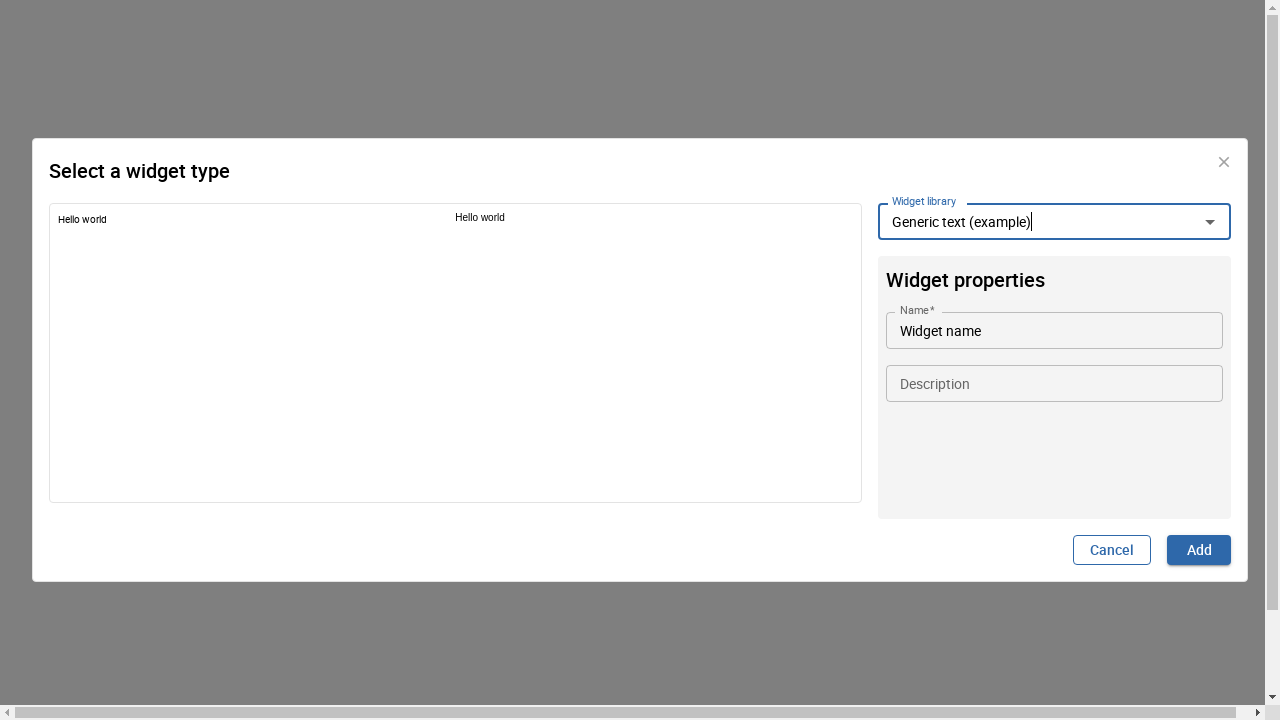 Select a widget type
×
Hello world
Hello world
Widget library
Generic text (example)
Widget properties
Name*
Widget name
Description
Cancel
Add